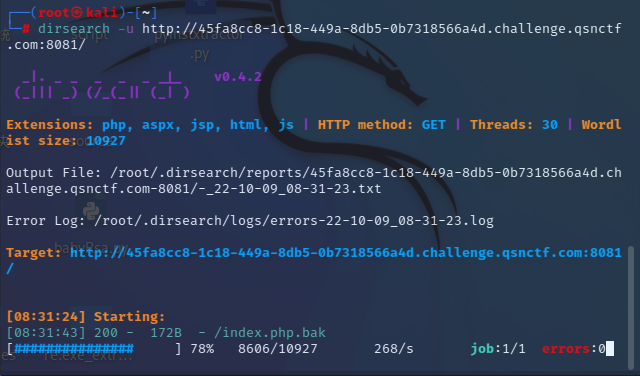 ┌──(root㉿kali)-[~]
└─# dirsearch -u http://45fa8cc8-1c18-449a-8db5-0b7318566a4d.challenge.qsnctf
.com:8081/
v0.4.2
Extensions: php, aspx, jsp, html, js | HTTP method: GET | Threads: 30 | Wordl
ist size: 10927
Output File: /root/.dirsearch/reports/45fa8cc8-1c18-449a-8db5-0b7318566a4d.ch
allenge.qsnctf.com-8081/-_22-10-09_08-31-23.txt
Error Log: /root/.dirsearch/logs/errors-22-10-09_08-31-23.log
Target: http://45fa8cc8-1c18-449a-8db5-0b7318566a4d.challenge.qsnctf.com:8081
/
[08:31:24] Starting:
[08:31:43] 200 -  172B  - /index.php.bak
[###############     ] 78%   8606/10927       268/s       job:1/1  errors:0